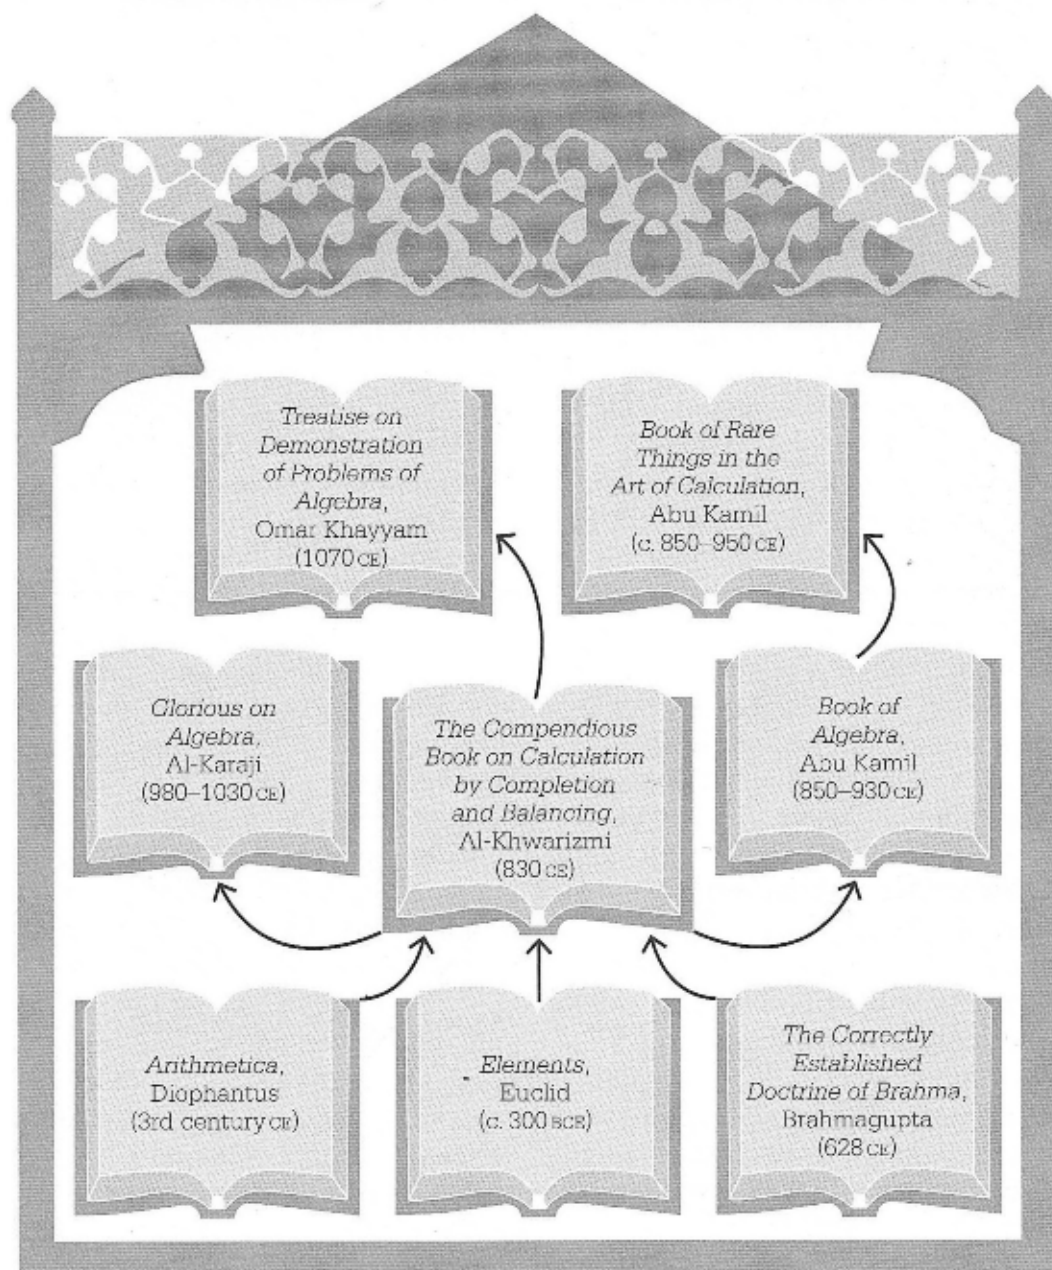 Treatise on
Demonstration
of Problems of
Algebra,
Omar Khayyam
(1070 CE)
Book of Rare
Things in the
Art of Calculation,
Abu Kamil
(c. 850–950 CE)
Glorious on
Algebra,
Al-Karaji
(980–1030 CE)
The Compendious
Book on Calculation
by Completion
and Balancing,
Al-Khwarizmi
(830 CE)
Book of
Algebra,
Abu Kamil
(850–930 CE)
Arithmetica,
Diophantus
(3rd century CE)
Elements,
Euclid
(c. 300 BCE)
The Correctly
Established
Doctrine of Brahma,
Brahmagupta
(628 CE)